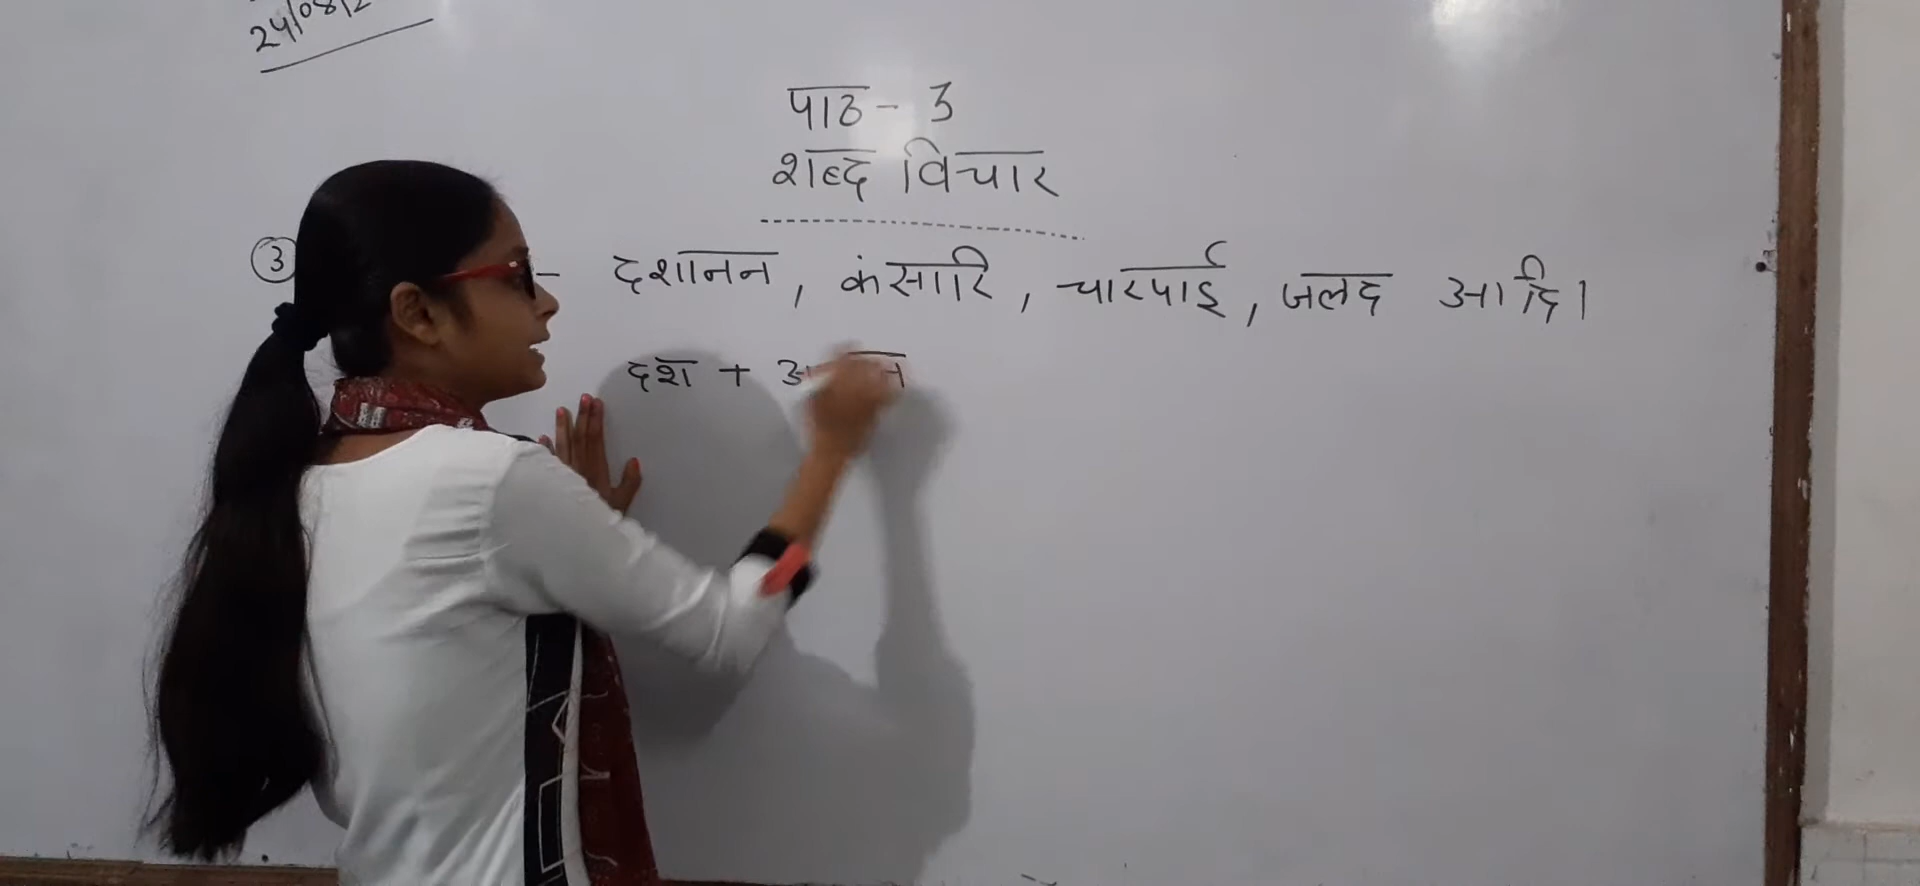 24/08/2
पाठ - 3
शब्द विचार
③ - दशानन, कंसारि, चारपाई, जलद आदि।
दश +